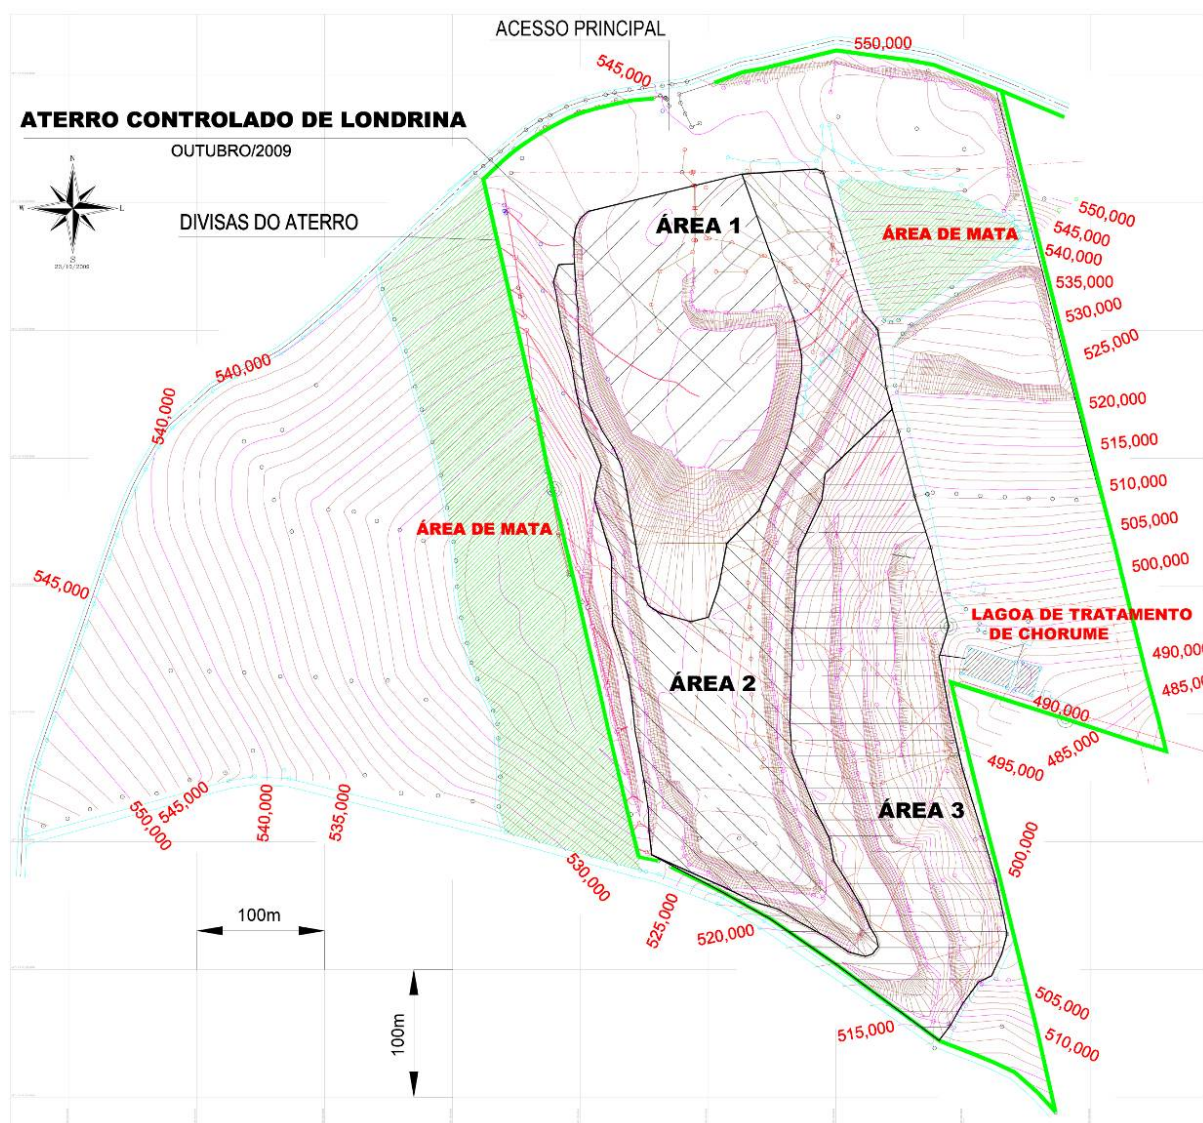 ACESSO PRINCIPAL
550,000
545,000
ATERRO CONTROLADO DE LONDRINA
OUTUBRO/2009
N
W
L
S
DIVISAS DO ATERRO
ÁREA 1
ÁREA DE MATA
550,000
545,000
540,000
535,000
530,000
525,000
520,000
515,000
510,000
505,000
500,000
540,000
540,000
ÁREA DE MATA
545,000
LAGOA DE TRATAMENTO
DE CHORUME
490,000
485,000
ÁREA 2
490,000
485,000
495,000
ÁREA 3
550,000
545,000
540,000
535,000
530,000
500,000
525,000
520,000
100m
100m
515,000
505,000
510,000